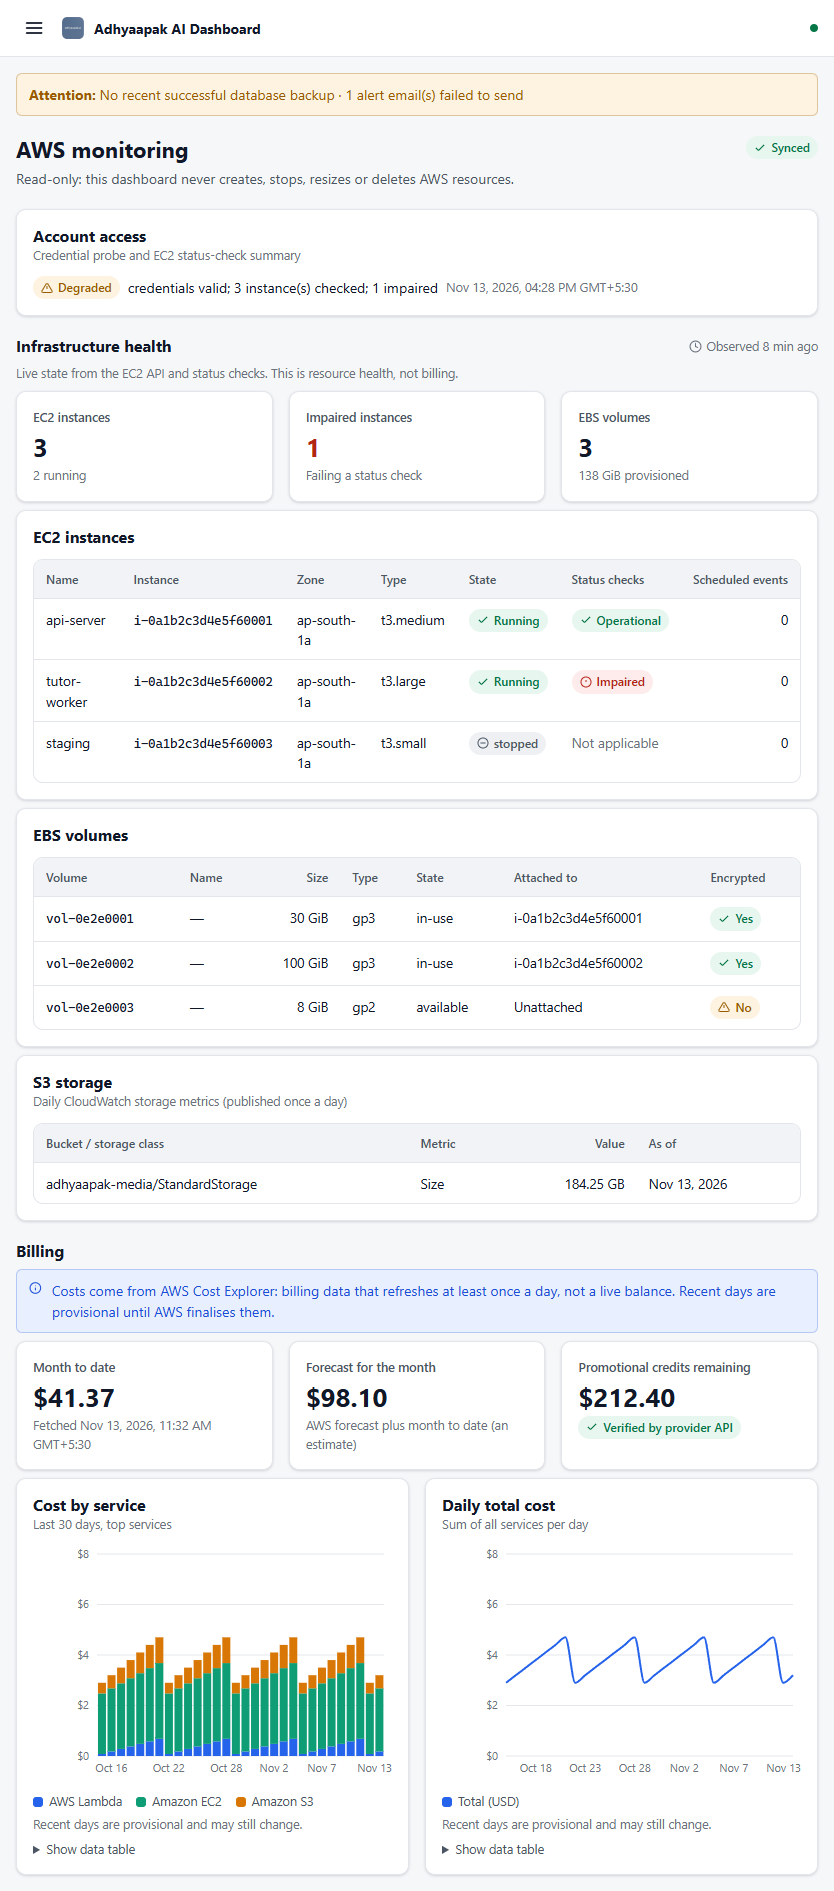 Adhyaapak AI Dashboard
Attention: No recent successful database backup · 1 alert email(s) failed to send
AWS monitoring
Synced
Read-only: this dashboard never creates, stops, resizes or deletes AWS resources.
Account access
Credential probe and EC2 status-check summary
Degraded credentials valid; 3 instance(s) checked; 1 impaired Nov 13, 2026, 04:28 PM GMT+5:30
Infrastructure health
Observed 8 min ago
Live state from the EC2 API and status checks. This is resource health, not billing.
EC2 instances
3
2 running
Impaired instances
1
Failing a status check
EBS volumes
3
138 GiB provisioned
EC2 instances
Name Instance Zone Type State Status checks Scheduled events
api-server i-0a1b2c3d4e5f60001 ap-south-1a t3.medium Running Operational 0
tutor-worker i-0a1b2c3d4e5f60002 ap-south-1a t3.large Running Impaired 0
staging i-0a1b2c3d4e5f60003 ap-south-1a t3.small stopped Not applicable 0
EBS volumes
Volume Name Size Type State Attached to Encrypted
vol-0e2e0001 — 30 GiB gp3 in-use i-0a1b2c3d4e5f60001 Yes
vol-0e2e0002 — 100 GiB gp3 in-use i-0a1b2c3d4e5f60002 Yes
vol-0e2e0003 — 8 GiB gp2 available Unattached No
S3 storage
Daily CloudWatch storage metrics (published once a day)
Bucket / storage class Metric Value As of
adhyaapak-media/StandardStorage Size 184.25 GB Nov 13, 2026
Billing
Costs come from AWS Cost Explorer: billing data that refreshes at least once a day, not a live balance. Recent days are
provisional until AWS finalises them.
Month to date
$41.37
Fetched Nov 13, 2026, 11:32 AM
GMT+5:30
Forecast for the month
$98.10
AWS forecast plus month to date (an
estimate)
Promotional credits remaining
$212.40
Verified by provider API
Cost by service
Last 30 days, top services
$8
$6
$4
$2
$0
Oct 16 Oct 22 Oct 28 Nov 2 Nov 7 Nov 13
AWS Lambda Amazon EC2 Amazon S3
Recent days are provisional and may still change.
Show data table
Daily total cost
Sum of all services per day
$8
$6
$4
$2
$0
Oct 18 Oct 23 Oct 28 Nov 2 Nov 7 Nov 13
Total (USD)
Recent days are provisional and may still change.
Show data table